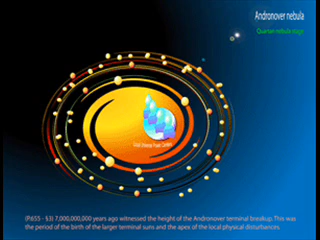 Andronover nebula
Quartan nebula stage
(P.655 - §3) 7,000,000,000 years ago witnessed the height of the Andronover terminal breakup. This was
the period of the birth of the larger terminal suns and the apex of the local physical disturbances.